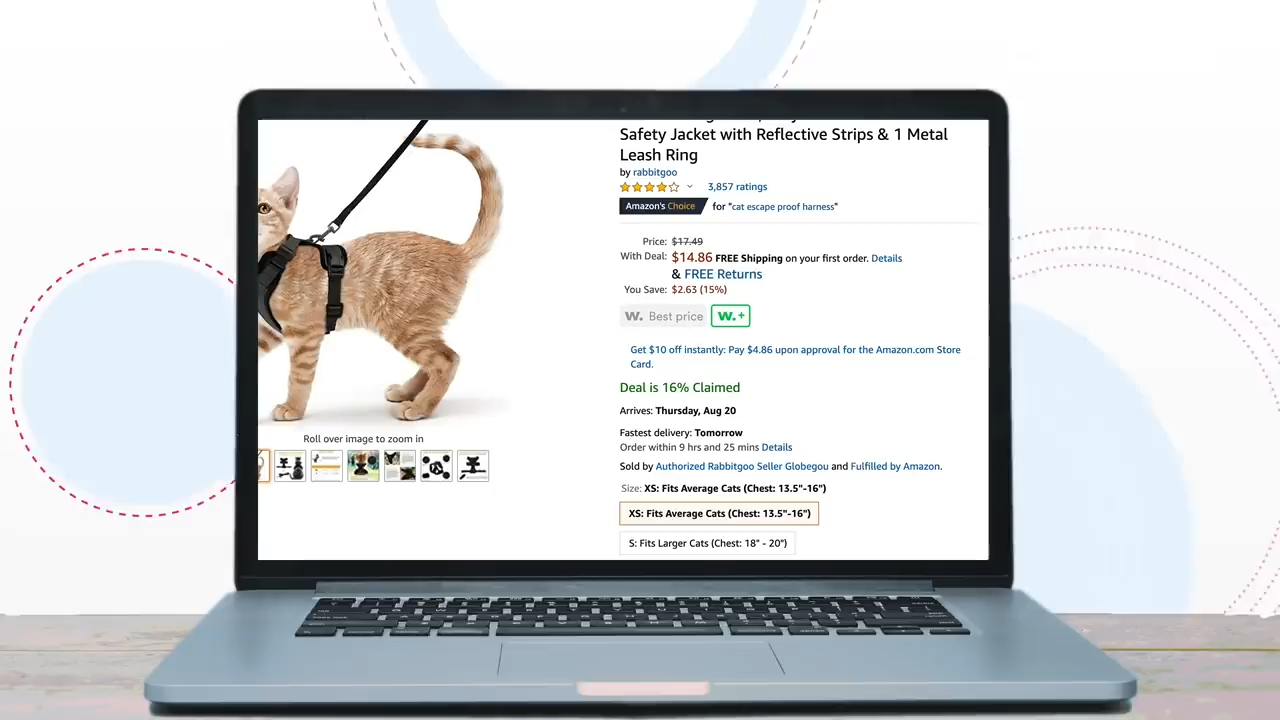 Safety Jacket with Reflective Strips & 1 Metal
Leash Ring
by rabbitgoo
3,857 ratings
Amazon's Choice for "cat escape proof harness"
Price: $17.49
With Deal: $14.86 FREE Shipping on your first order. Details
& FREE Returns
You Save: $2.63 (15%)
w. Best price w.+
Get $10 off instantly: Pay $4.86 upon approval for the Amazon.com Store
Card.
Deal is 16% Claimed
Arrives: Thursday, Aug 20
Fastest delivery: Tomorrow
Order within 9 hrs and 25 mins Details
Sold by Authorized Rabbitgoo Seller Globegou and Fulfilled by Amazon.
Size: XS: Fits Average Cats (Chest: 13.5"-16")
XS: Fits Average Cats (Chest: 13.5"-16")
S: Fits Larger Cats (Chest: 18" - 20")
Roll over image to zoom in